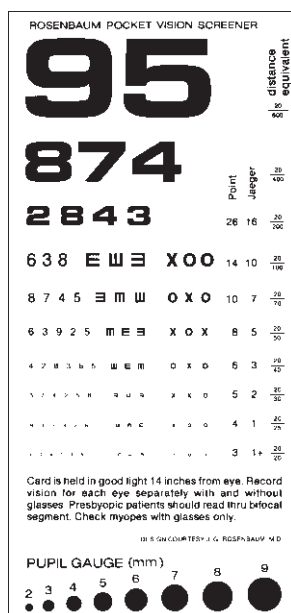 ROSENBAUM POCKET VISION SCREENER
distance equivalent
95 20/800
874 20/400
Point Jaeger
2843 26 16 20/200
638 E Ш Ǝ X O O 14 10 20/100
8745 Ǝ m Ш O X O 10 7 20/70
63925 m E Ǝ X O X 8 5 20/50
428365 Ш E m O X O 6 3 20/40
X X O 5 2 20/30
4 1 20/25
3 1+ 20/20
Card is held in good light 14 inches from eye. Record
vision for each eye separately with and without
glasses. Presbyopic patients should read thru bifocal
segment. Check myopes with glasses only.
DESIGN COURTESY J. G. ROSENBAUM, M.D.
PUPIL GAUGE (mm)
2 3 4 5 6 7 8 9